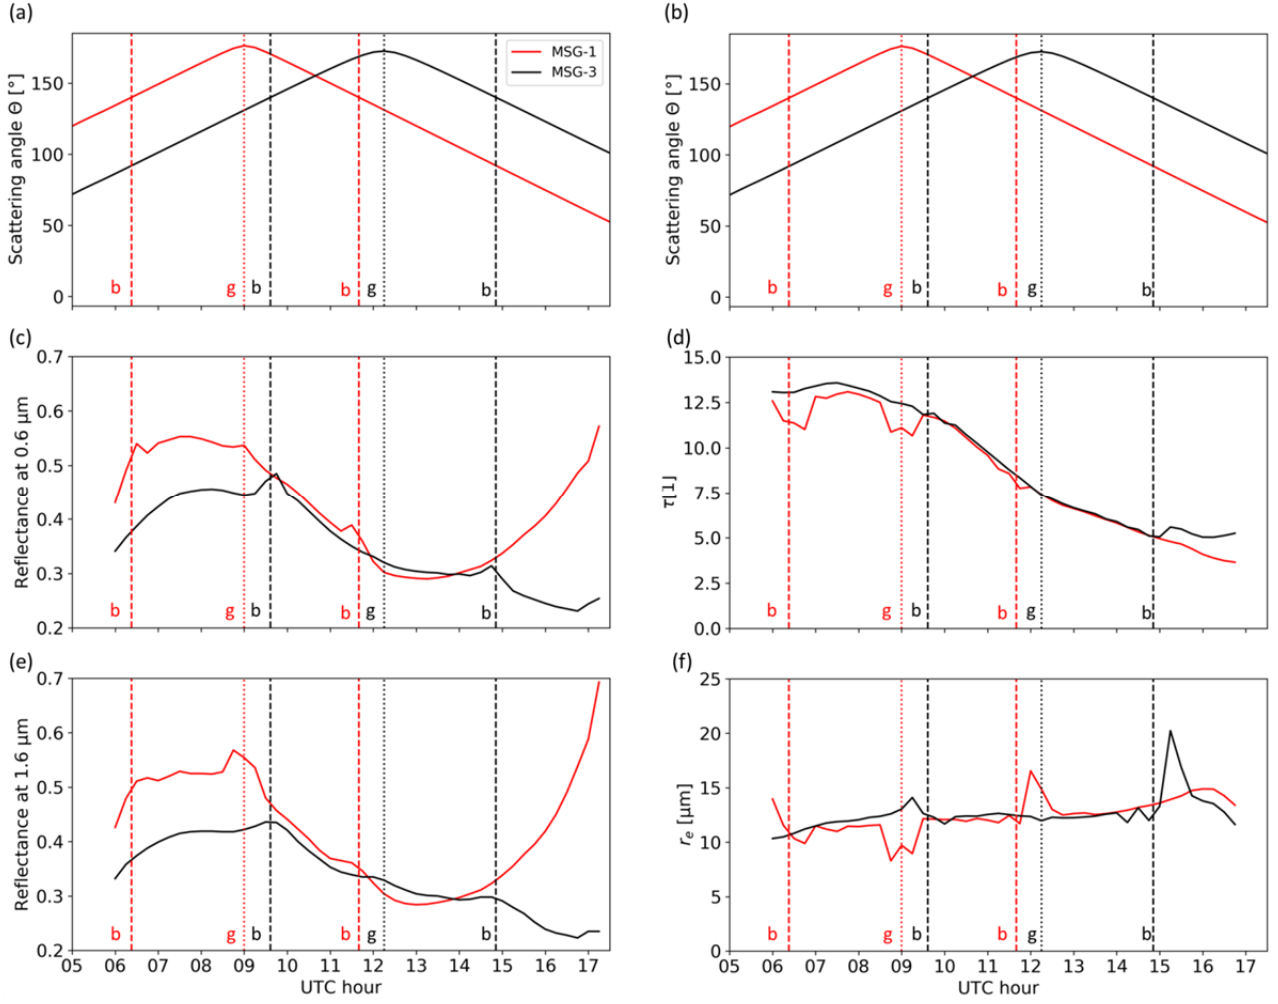 (a)
MSG-1
MSG-3
Scattering angle Θ [°]
150
100
50
0
b g b b g b
(b)
Scattering angle Θ [°]
150
100
50
0
b g b b g b
(c)
Reflectance at 0.6 µm
0.7
0.6
0.5
0.4
0.3
0.2
b g b b g b
(d)
τ[1]
15.0
12.5
10.0
7.5
5.0
2.5
0.0
b g b b g b
(e)
Reflectance at 1.6 µm
0.7
0.6
0.5
0.4
0.3
0.2
b g b b g b
05 06 07 08 09 10 11 12 13 14 15 16 17
UTC hour
(f)
rₑ [µm]
25
20
15
10
5
0
b g b b g b
05 06 07 08 09 10 11 12 13 14 15 16 17
UTC hour